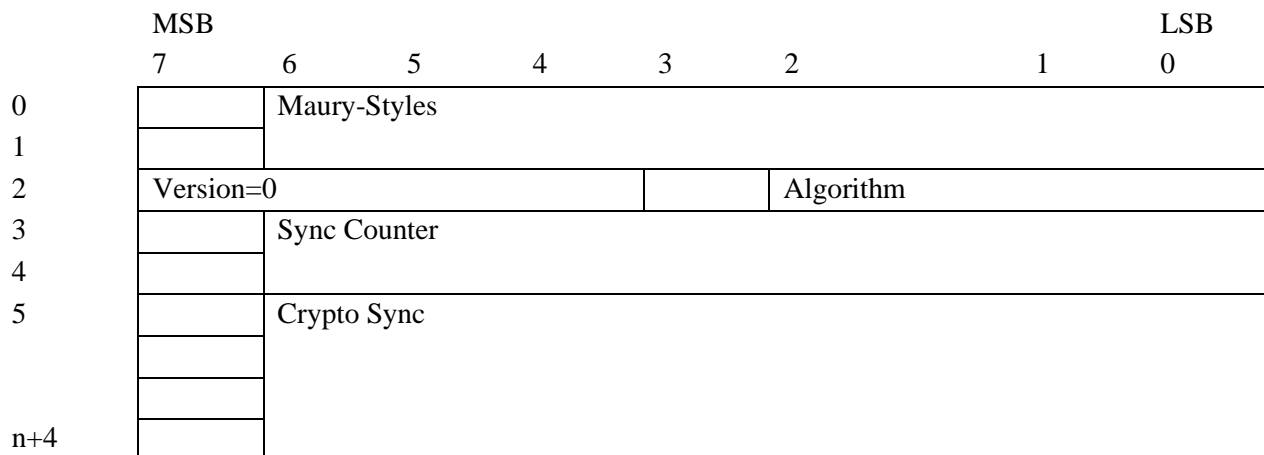 MSB LSB
7 6 5 4 3 2 1 0
0 Maury-Styles
1
2 Version=0 Algorithm
3 Sync Counter
4
5 Crypto Sync
n+4